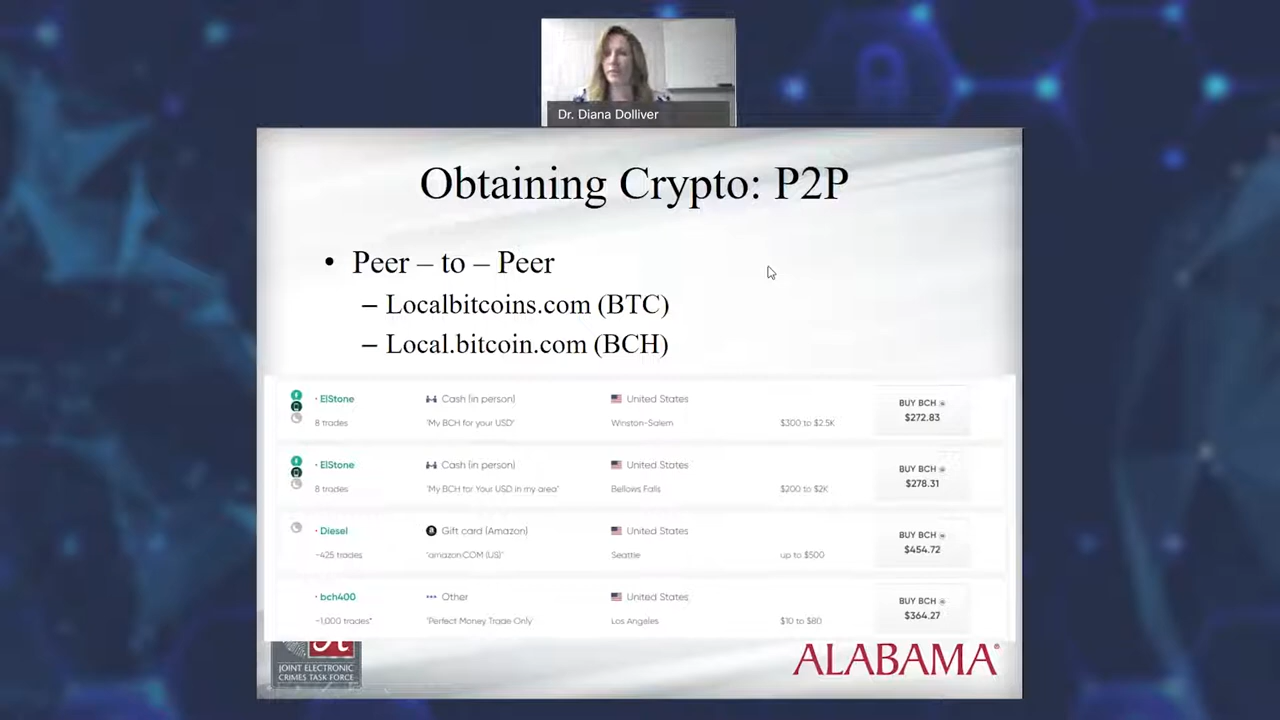 Dr. Diana Dolliver
Obtaining Crypto: P2P
• Peer – to – Peer
– Localbitcoins.com (BTC)
– Local.bitcoin.com (BCH)
· ElStone Cash (in person) United States BUY BCH
8 trades "My BCH for your USD" Winston-Salem $300 to $2.5K $272.83
· ElStone Cash (in person) United States BUY BCH
8 trades "My BCH for Your USD in my area" Bellows Falls $200 to $2K $278.31
· Diesel Gift card (Amazon) United States BUY BCH
~425 trades "amazon.COM (US)" Seattle up to $500 $454.72
· bch400 Other United States BUY BCH
~1,000 trades* "Perfect Money Trade Only" Los Angeles $10 to $80 $364.27
JOINT ELECTRONIC
CRIMES TASK FORCE
ALABAMA®